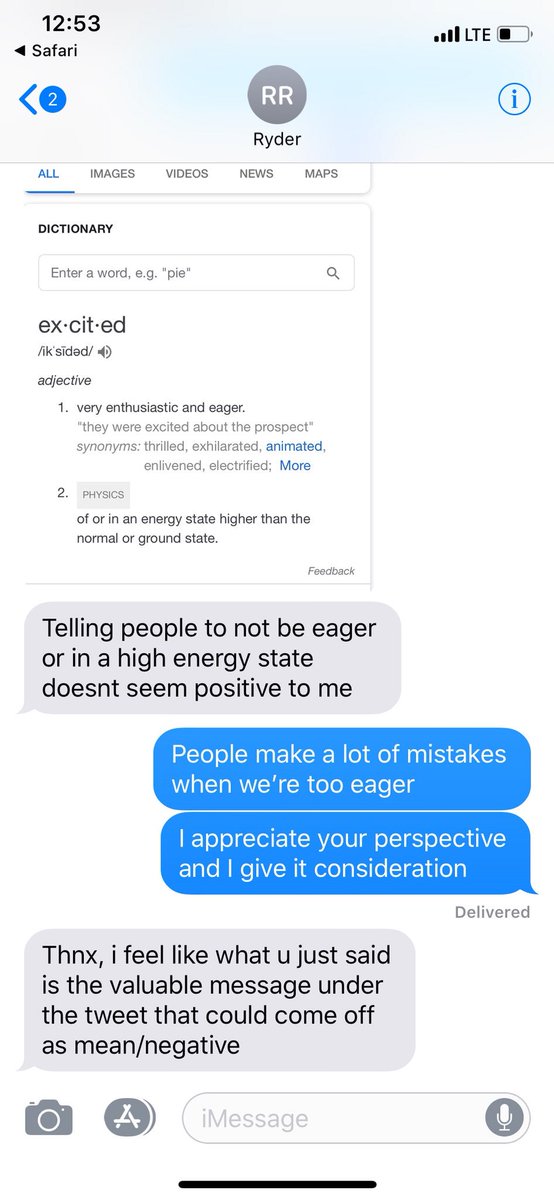 12:53
LTE
◀ Safari
2
RR
Ryder
ALL IMAGES VIDEOS NEWS MAPS
DICTIONARY
Enter a word, e.g. "pie"
ex·cit·ed
/ikˈsīdəd/
adjective
1. very enthusiastic and eager.
"they were excited about the prospect"
synonyms: thrilled, exhilarated, animated,
enlivened, electrified; More
2. PHYSICS
of or in an energy state higher than the
normal or ground state.
Feedback
Telling people to not be eager
or in a high energy state
doesnt seem positive to me
People make a lot of mistakes
when we’re too eager
I appreciate your perspective
and I give it consideration
Delivered
Thnx, i feel like what u just said
is the valuable message under
the tweet that could come off
as mean/negative
iMessage